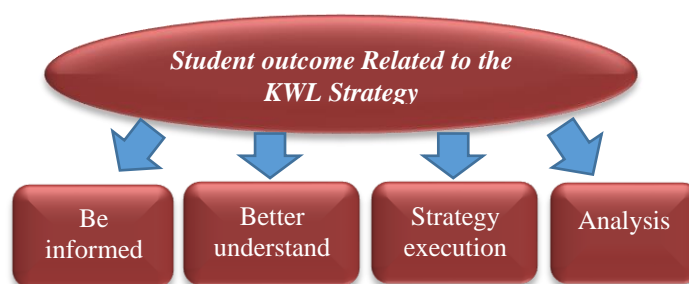 Student outcome Related to the
KWL Strategy
Be
informed
Better
understand
Strategy
execution
Analysis